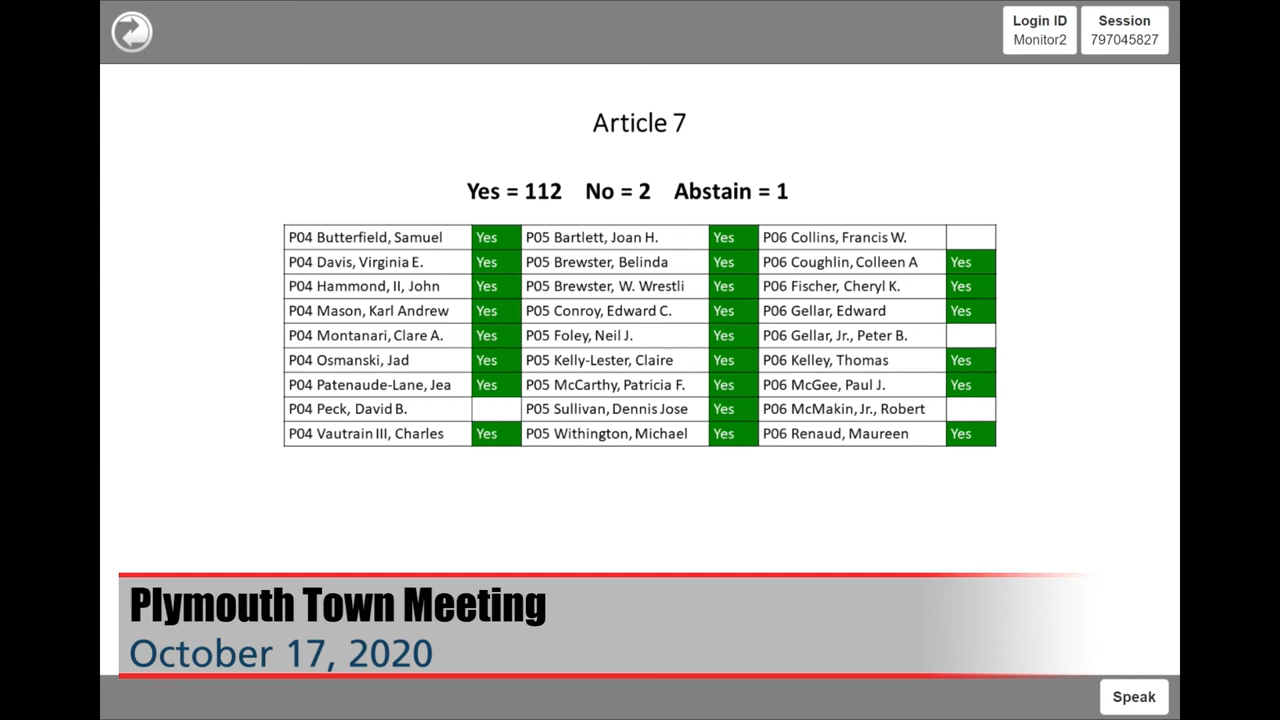 Login ID
Monitor2
Session
797045827
Article 7
Yes = 112 No = 2 Abstain = 1
P04 Butterfield, Samuel Yes P05 Bartlett, Joan H. Yes P06 Collins, Francis W.
P04 Davis, Virginia E. Yes P05 Brewster, Belinda Yes P06 Coughlin, Colleen A Yes
P04 Hammond, II, John Yes P05 Brewster, W. Wrestli Yes P06 Fischer, Cheryl K. Yes
P04 Mason, Karl Andrew Yes P05 Conroy, Edward C. Yes P06 Gellar, Edward Yes
P04 Montanari, Clare A. Yes P05 Foley, Neil J. Yes P06 Gellar, Jr., Peter B.
P04 Osmanski, Jad Yes P05 Kelly-Lester, Claire Yes P06 Kelley, Thomas Yes
P04 Patenaude-Lane, Jea Yes P05 McCarthy, Patricia F. Yes P06 McGee, Paul J. Yes
P04 Peck, David B. P05 Sullivan, Dennis Jose Yes P06 McMakin, Jr., Robert
P04 Vautrain III, Charles Yes P05 Withington, Michael Yes P06 Renaud, Maureen Yes
Plymouth Town Meeting
October 17, 2020
Speak